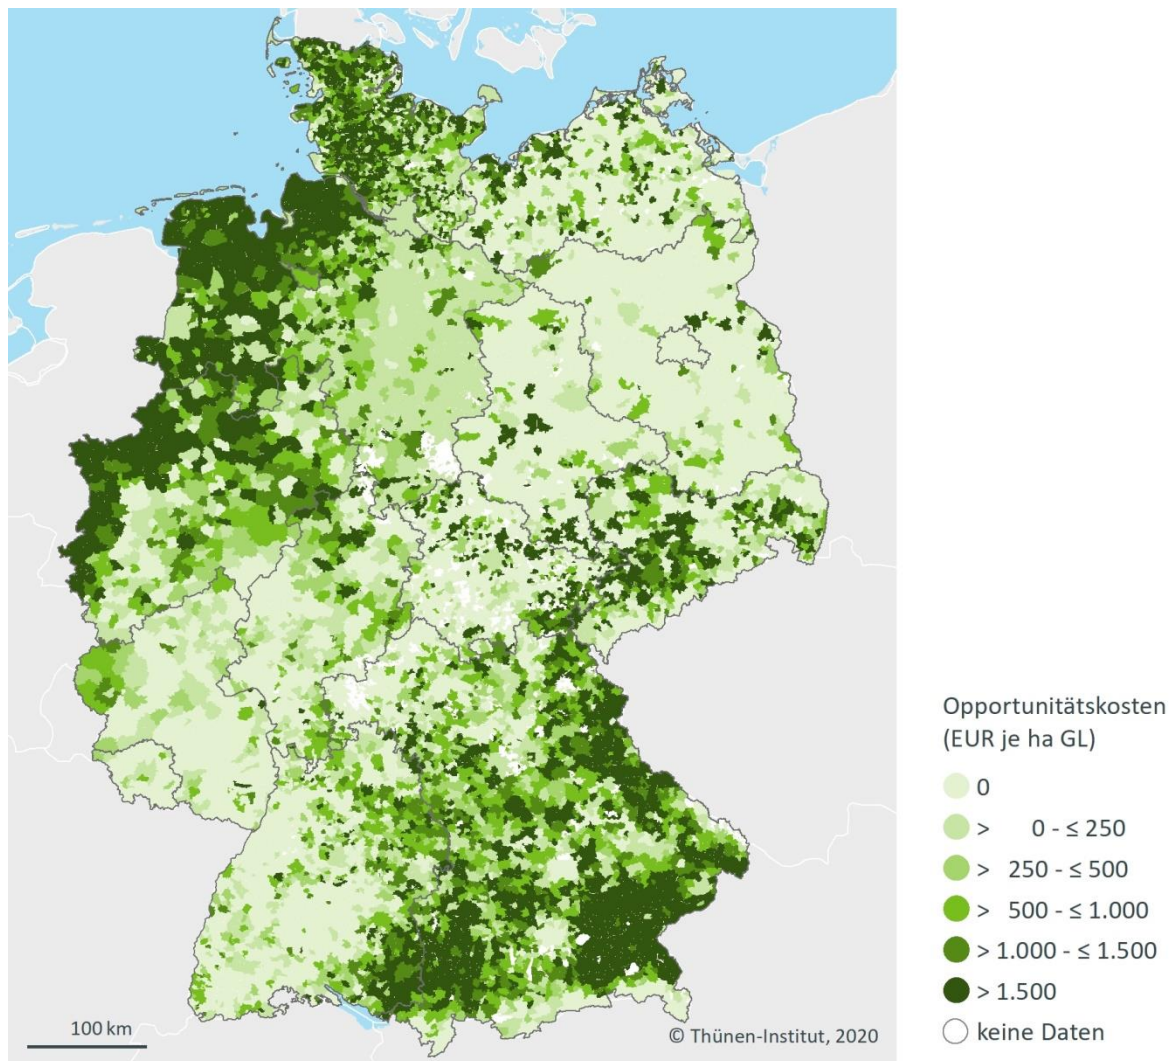 Opportunitätskosten
(EUR je ha GL)
0
> 0 - ≤ 250
> 250 - ≤ 500
> 500 - ≤ 1.000
> 1.000 - ≤ 1.500
> 1.500
keine Daten
100 km
© Thünen-Institut, 2020